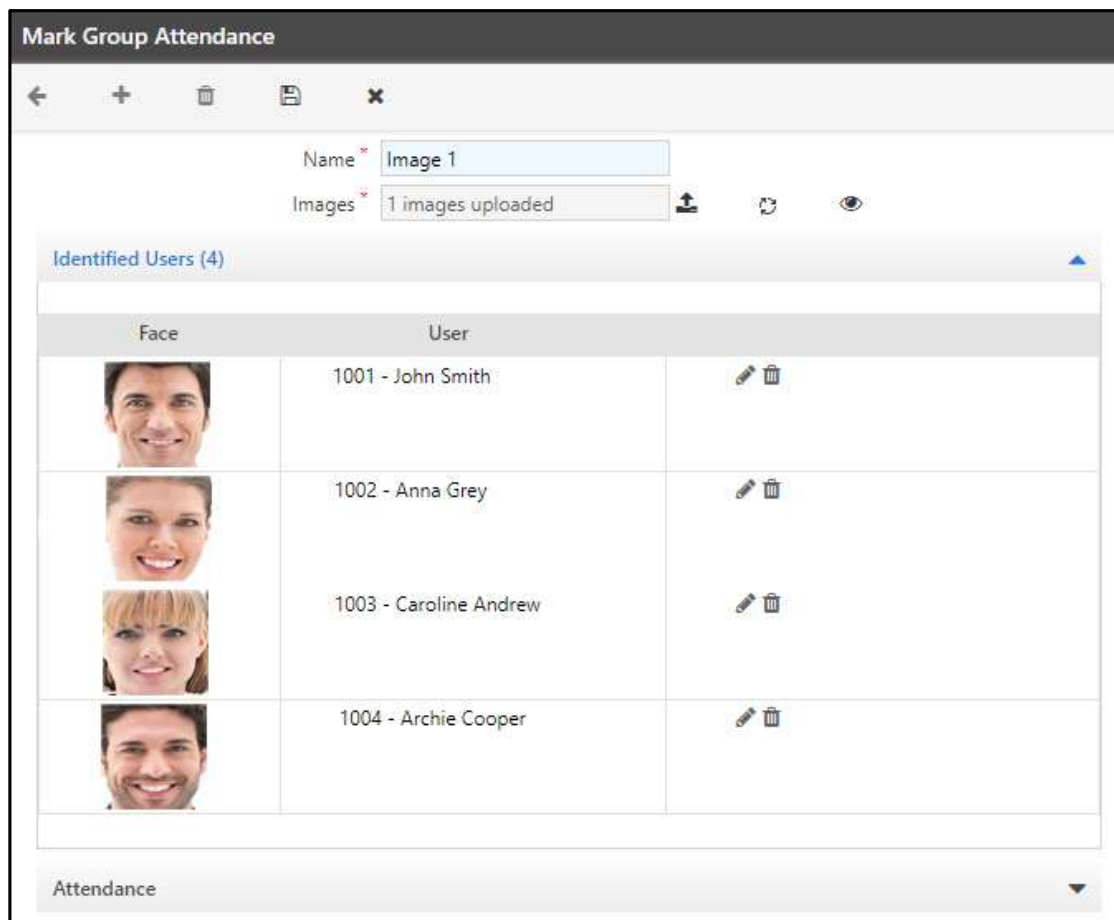 Mark Group Attendance
Name *
Image 1
Images *
1 images uploaded
Identified Users (4)
Face User
1001 - John Smith
1002 - Anna Grey
1003 - Caroline Andrew
1004 - Archie Cooper
Attendance